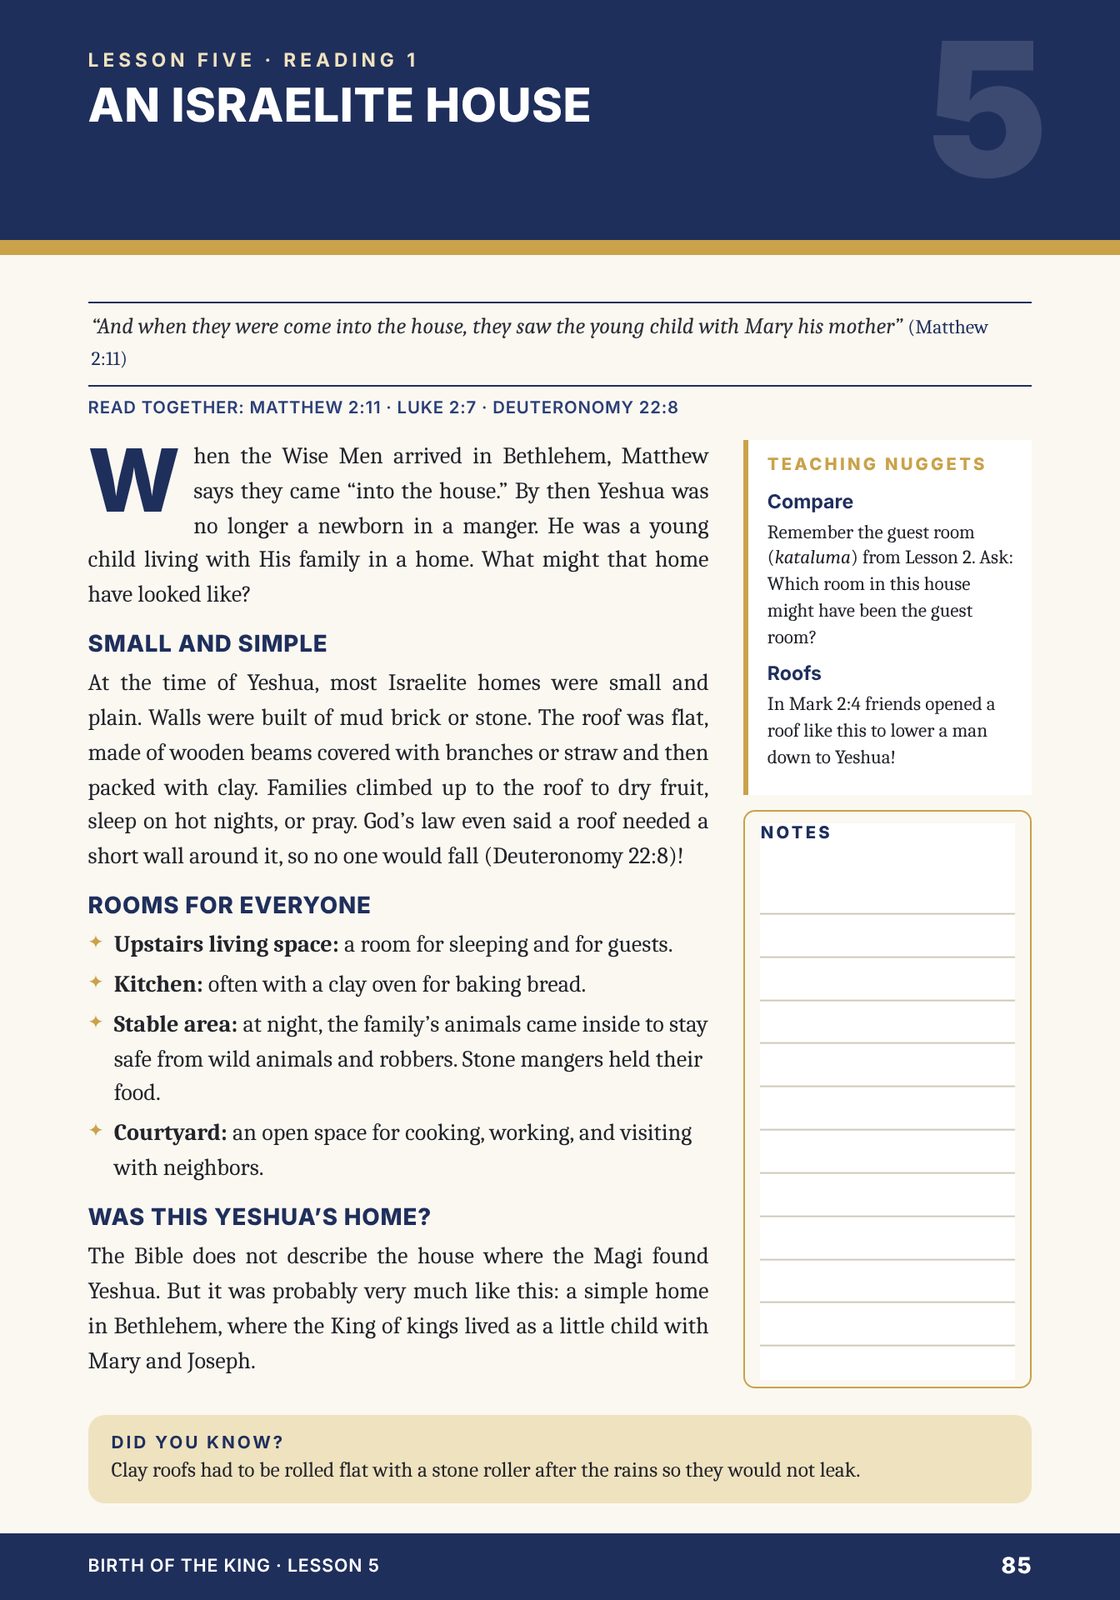 LESSON FIVE · READING 1
AN ISRAELITE HOUSE
5
“And when they were come into the house, they saw the young child with Mary his mother” (Matthew
2:11)
READ TOGETHER: MATTHEW 2:11 · LUKE 2:7 · DEUTERONOMY 22:8
When the Wise Men arrived in Bethlehem, Matthew
says they came “into the house.” By then Yeshua was
no longer a newborn in a manger. He was a young
child living with His family in a home. What might that home
have looked like?
SMALL AND SIMPLE
At the time of Yeshua, most Israelite homes were small and
plain. Walls were built of mud brick or stone. The roof was flat,
made of wooden beams covered with branches or straw and then
packed with clay. Families climbed up to the roof to dry fruit,
sleep on hot nights, or pray. God’s law even said a roof needed a
short wall around it, so no one would fall (Deuteronomy 22:8)!
ROOMS FOR EVERYONE
✦ Upstairs living space: a room for sleeping and for guests.
✦ Kitchen: often with a clay oven for baking bread.
✦ Stable area: at night, the family’s animals came inside to stay
safe from wild animals and robbers. Stone mangers held their
food.
✦ Courtyard: an open space for cooking, working, and visiting
with neighbors.
WAS THIS YESHUA’S HOME?
The Bible does not describe the house where the Magi found
Yeshua. But it was probably very much like this: a simple home
in Bethlehem, where the King of kings lived as a little child with
Mary and Joseph.
TEACHING NUGGETS
Compare
Remember the guest room
(kataluma) from Lesson 2. Ask:
Which room in this house
might have been the guest
room?
Roofs
In Mark 2:4 friends opened a
roof like this to lower a man
down to Yeshua!
NOTES
DID YOU KNOW?
Clay roofs had to be rolled flat with a stone roller after the rains so they would not leak.
BIRTH OF THE KING · LESSON 5
85